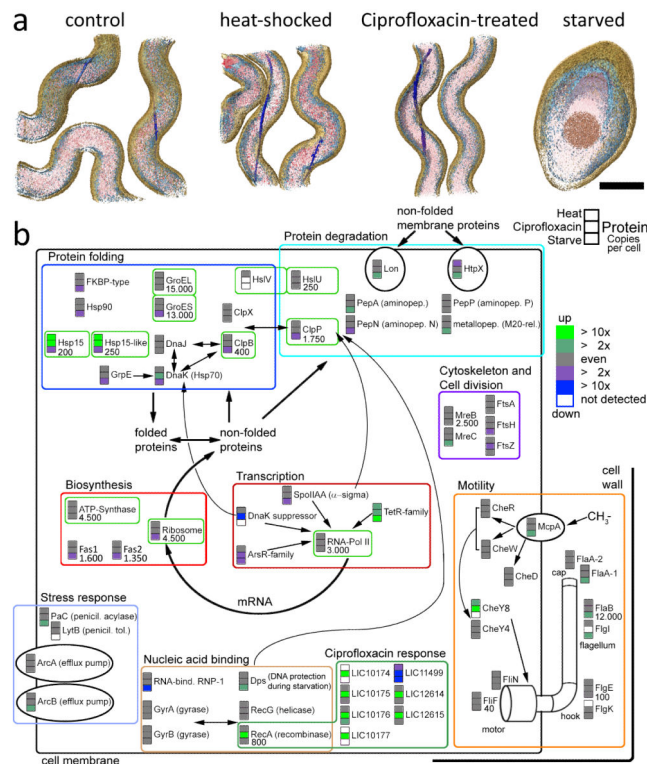 a
control
heat-shocked
Ciprofloxacin-treated
starved
b
non-folded
membrane proteins
Heat
Ciprofloxacin
Starve
Protein
Copies
per cell
Protein folding
Protein degradation
FKBP-type
GroEL
15.000
HslV
HslU
250
Lon
HtpX
Hsp90
GroES
13.000
ClpX
PepA (aminopep.)
PepP (aminopep. P)
Hsp15
200
Hsp15-like
250
DnaJ
ClpB
400
ClpP
1.750
PepN (aminopep. N)
metallopep. (M20-rel.)
GrpE
DnaK (Hsp70)
up
> 10x
> 2x
even
> 2x
> 10x
not detected
down
folded
proteins
non-folded
proteins
Cytoskeleton and
Cell division
MreB
2.500
MreC
FtsA
FtsH
FtsZ
cell
wall
Biosynthesis
ATP-Synthase
4.500
Ribosome
4.500
Fas1
1.600
Fas2
1.350
Transcription
SpoIIAA (α-sigma)
DnaK suppressor
TetR-family
ArsR-family
RNA-Pol II
3.000
mRNA
Motility
CheR
McpA
CH3-
CheW
CheD
cap
FlaA-2
FlaA-1
CheY8
CheY4
FlaB
12.000
FlgI
flagellum
FliN
FliF
40
motor
hook
FlgE
100
FlgK
Stress response
PaC (penicil. acylase)
LytB (penicil. tol.)
ArcA (efflux pump)
ArcB (efflux pump)
Nucleic acid binding
RNA-bind. RNP-1
Dps (DNA protection
during starvation)
GyrA (gyrase)
RecG (helicase)
GyrB (gyrase)
RecA (recombinase)
800
Ciprofloxacin response
LIC10174
LIC11499
LIC10175
LIC12614
LIC10176
LIC12615
LIC10177
cell membrane